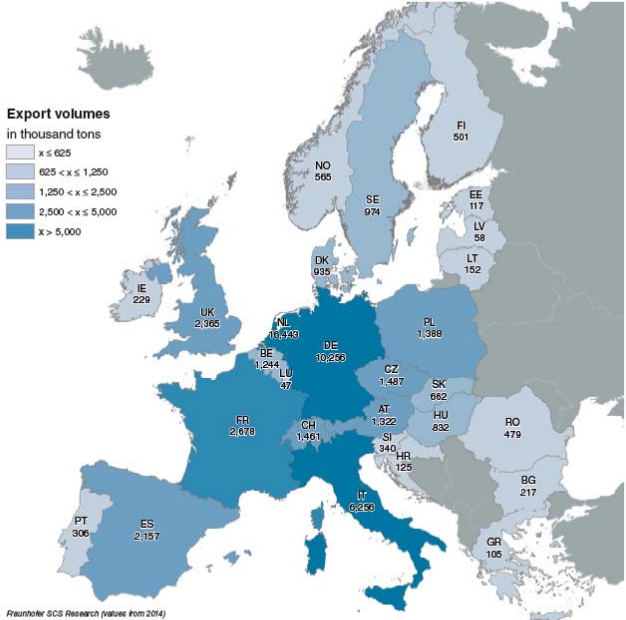 Export volumes
in thousand tons
x ≤ 625
625 < x ≤ 1,250
1,250 < x ≤ 2,500
2,500 < x ≤ 5,000
x > 5,000
FI
501
NO
565
SE
974
EE
117
LV
58
LT
152
DK
935
IE
229
UK
2,365
NL
16,443
DE
10,256
PL
1,388
BE
1,244
LU
47
CZ
1,487
SK
662
FR
2,678
CH
1,461
AT
1,322
HU
832
RO
479
SI
340
HR
125
BG
217
IT
6,256
PT
306
ES
2,157
GR
105
Fraunhofer SCS Research (values from 2014)